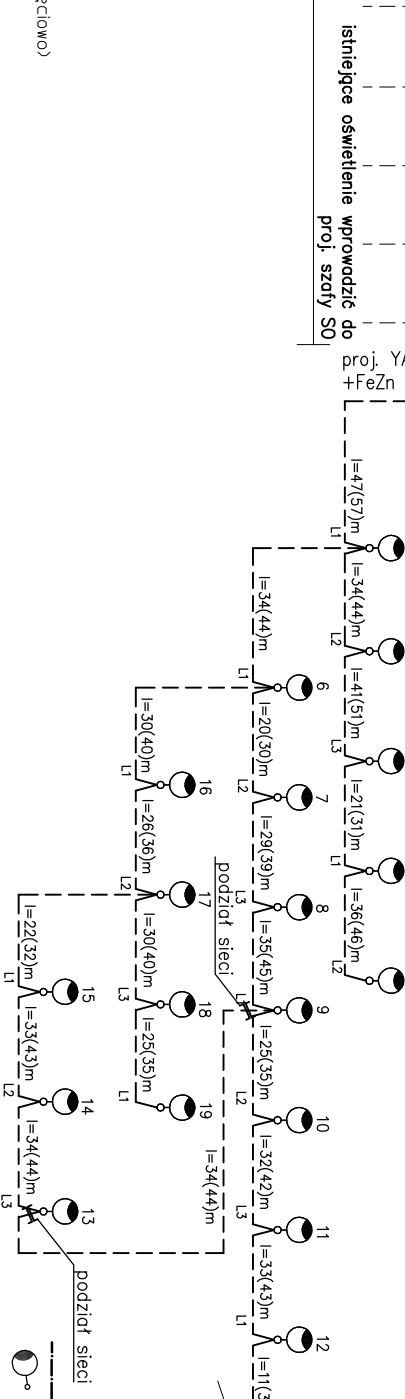 istniejące oświetlenie wprowadzić do
proj. szafy SO
proj. YA
+FeZn
l=47(57)m
L1
l=34(44)m
L2
l=41(51)m
L3
l=21(31)m
L1
l=36(46)m
L2
l=34(44)m
L1
6
l=20(30)m
L2
7
l=29(39)m
L3
8
l=35(45)m
9
l=25(35)m
L2
10
l=32(42)m
L3
11
l=33(43)m
L1
12
podział sieci
l=34(44)m
l=30(40)m
L1
16
l=26(36)m
L2
17
l=30(40)m
L3
18
l=25(35)m
L1
19
l=22(32)m
L1
15
l=33(43)m
L2
14
l=34(44)m
L3
13
podział sieci
ęciowo)